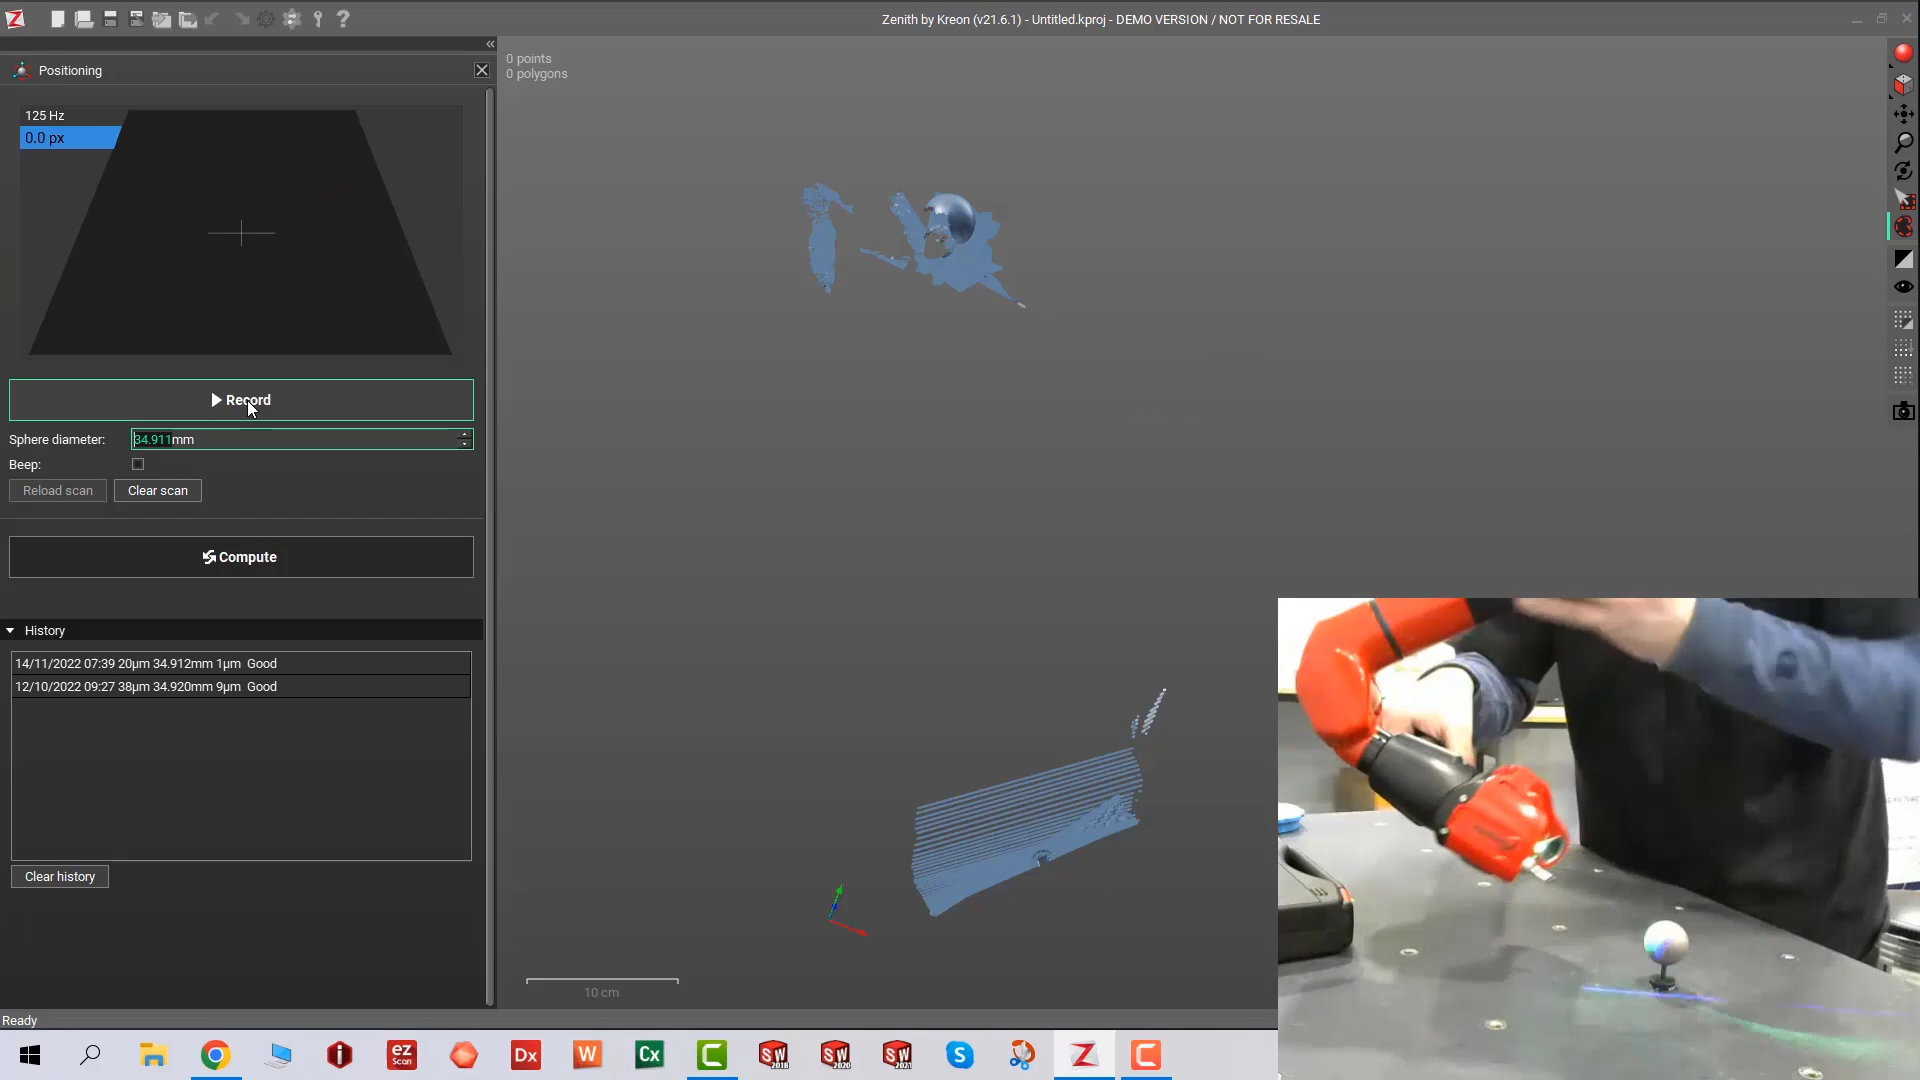 Zenith by Kreon (v21.6.1) - Untitled.kproj - DEMO VERSION / NOT FOR RESALE
Positioning
0 points
0 polygons
125 Hz
0.0 px
Record
Sphere diameter: 34.911mm
Beep:
Reload scan Clear scan
Compute
History
14/11/2022 07:39 20µm 34.912mm 1µm Good
12/10/2022 09:27 38µm 34.920mm 9µm Good
Clear history
10 cm
Ready
ez Scan
Dx
W
Cx
C
SW 2018
SW 2020
SW 2021
S
Z
C